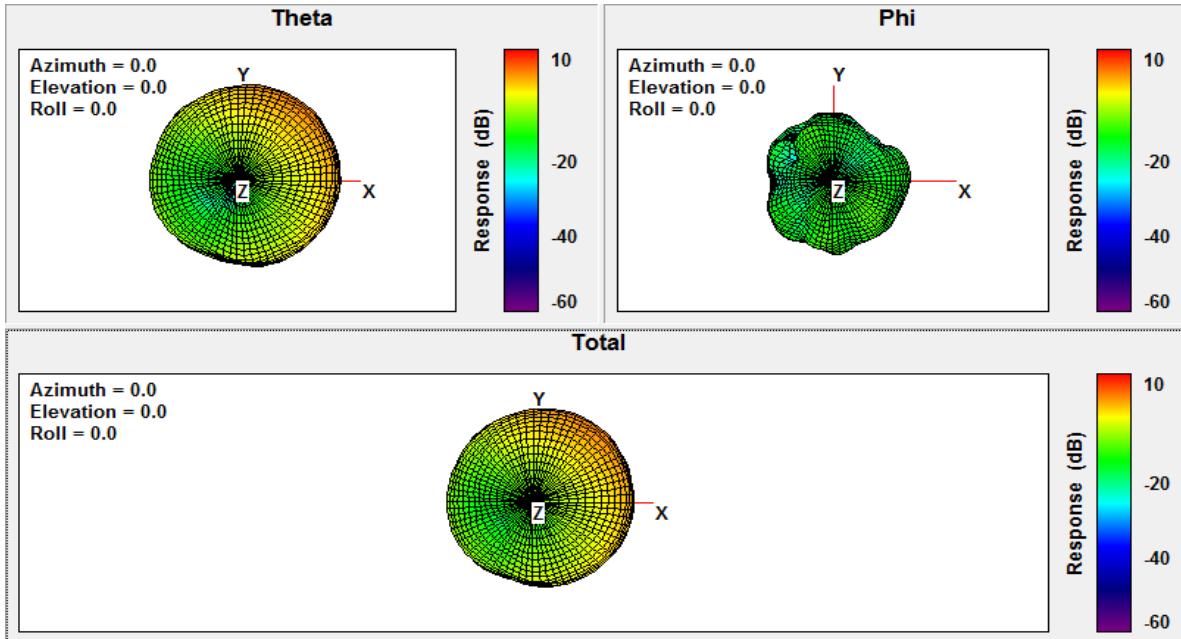 Theta
Azimuth = 0.0
Elevation = 0.0
Roll = 0.0
Y
Z
X
10
-20
-40
-60
Response (dB)
Phi
Azimuth = 0.0
Elevation = 0.0
Roll = 0.0
Y
Z
X
10
-20
-40
-60
Response (dB)
Total
Azimuth = 0.0
Elevation = 0.0
Roll = 0.0
Y
Z
X
10
-20
-40
-60
Response (dB)